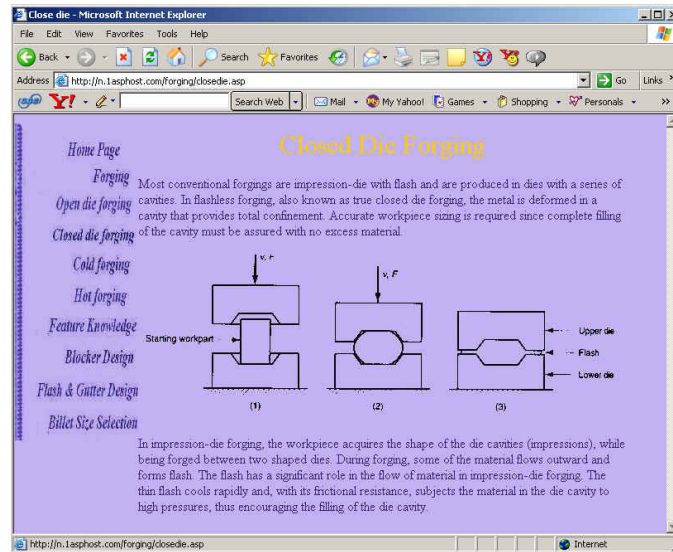 Close die - Microsoft Internet Explorer
File Edit View Favorites Tools Help
Back Search Favorites
Address http://n.1asphost.com/forging/closedie.asp Go Links
Y! Search Web Mail My Yahoo! Games Shopping Personals
Closed Die Forging
Home Page
Forging
Open die forging
Closed die forging
Cold forging
Hot forging
Feature Knowledge
Blocker Design
Flash & Gutter Design
Billet Size Selection
Most conventional forgings are impression-die with flash and are produced in dies with a series of
cavities. In flashless forging, also known as true closed die forging, the metal is deformed in a
cavity that provides total confinement. Accurate workpiece sizing is required since complete filling
of the cavity must be assured with no excess material.
v, F
v, F
Starting workpart
Upper die
Flash
Lower die
(1) (2) (3)
In impression-die forging, the workpiece acquires the shape of the die cavities (impressions), while
being forged between two shaped dies. During forging, some of the material flows outward and
forms flash. The flash has a significant role in the flow of material in impression-die forging. The
thin flash cools rapidly and, with its frictional resistance, subjects the material in the die cavity to
high pressures, thus encouraging the filling of the die cavity.
http://n.1asphost.com/forging/closedie.asp Internet